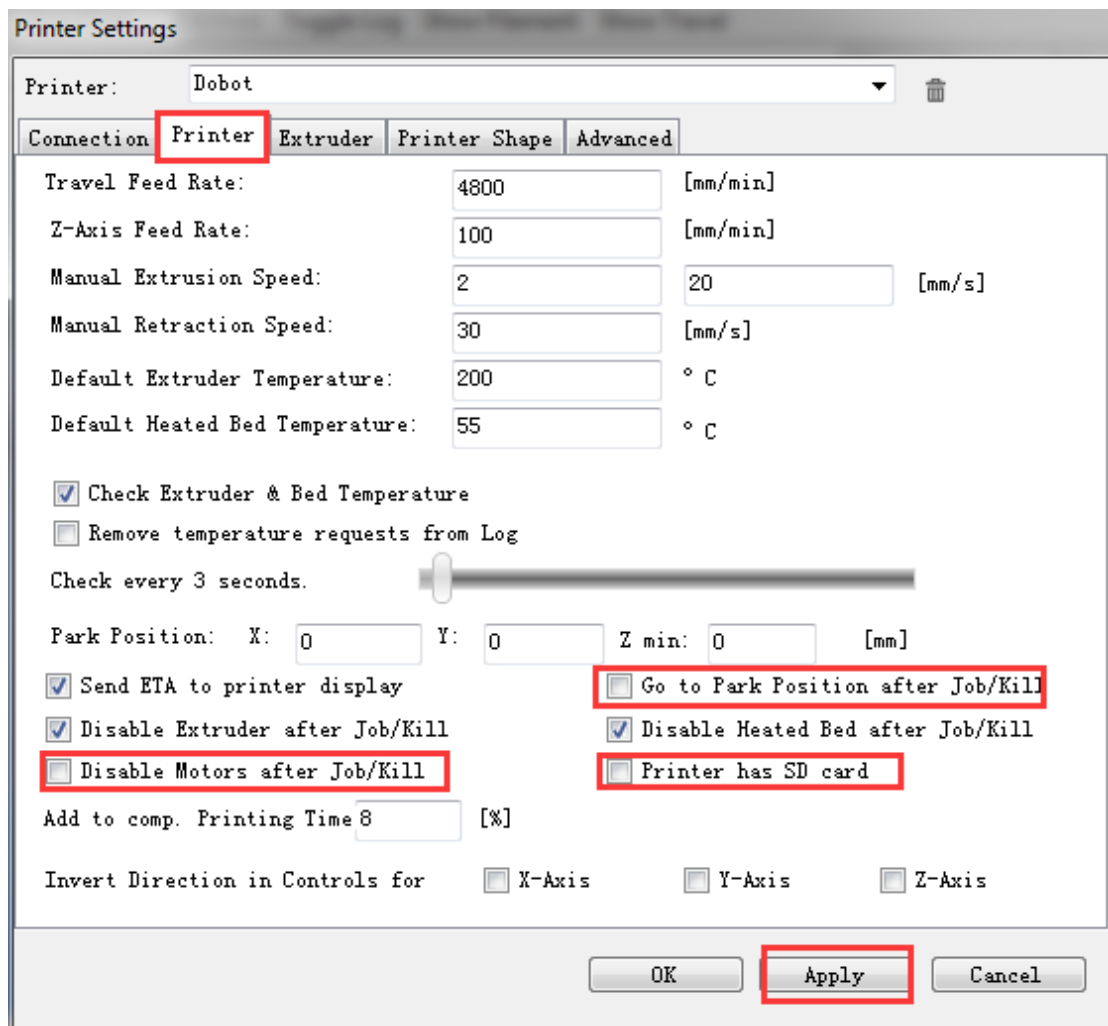 Printer Settings
Printer: Dobot
Connection Printer Extruder Printer Shape Advanced
Travel Feed Rate: 4800 [mm/min]
Z-Axis Feed Rate: 100 [mm/min]
Manual Extrusion Speed: 2 20 [mm/s]
Manual Retraction Speed: 30 [mm/s]
Default Extruder Temperature: 200 ° C
Default Heated Bed Temperature: 55 ° C
Check Extruder & Bed Temperature
Remove temperature requests from Log
Check every 3 seconds.
Park Position: X: 0 Y: 0 Z min: 0 [mm]
Send ETA to printer display Go to Park Position after Job/Kill
Disable Extruder after Job/Kill Disable Heated Bed after Job/Kill
Disable Motors after Job/Kill Printer has SD card
Add to comp. Printing Time 8 [%]
Invert Direction in Controls for X-Axis Y-Axis Z-Axis
OK Apply Cancel